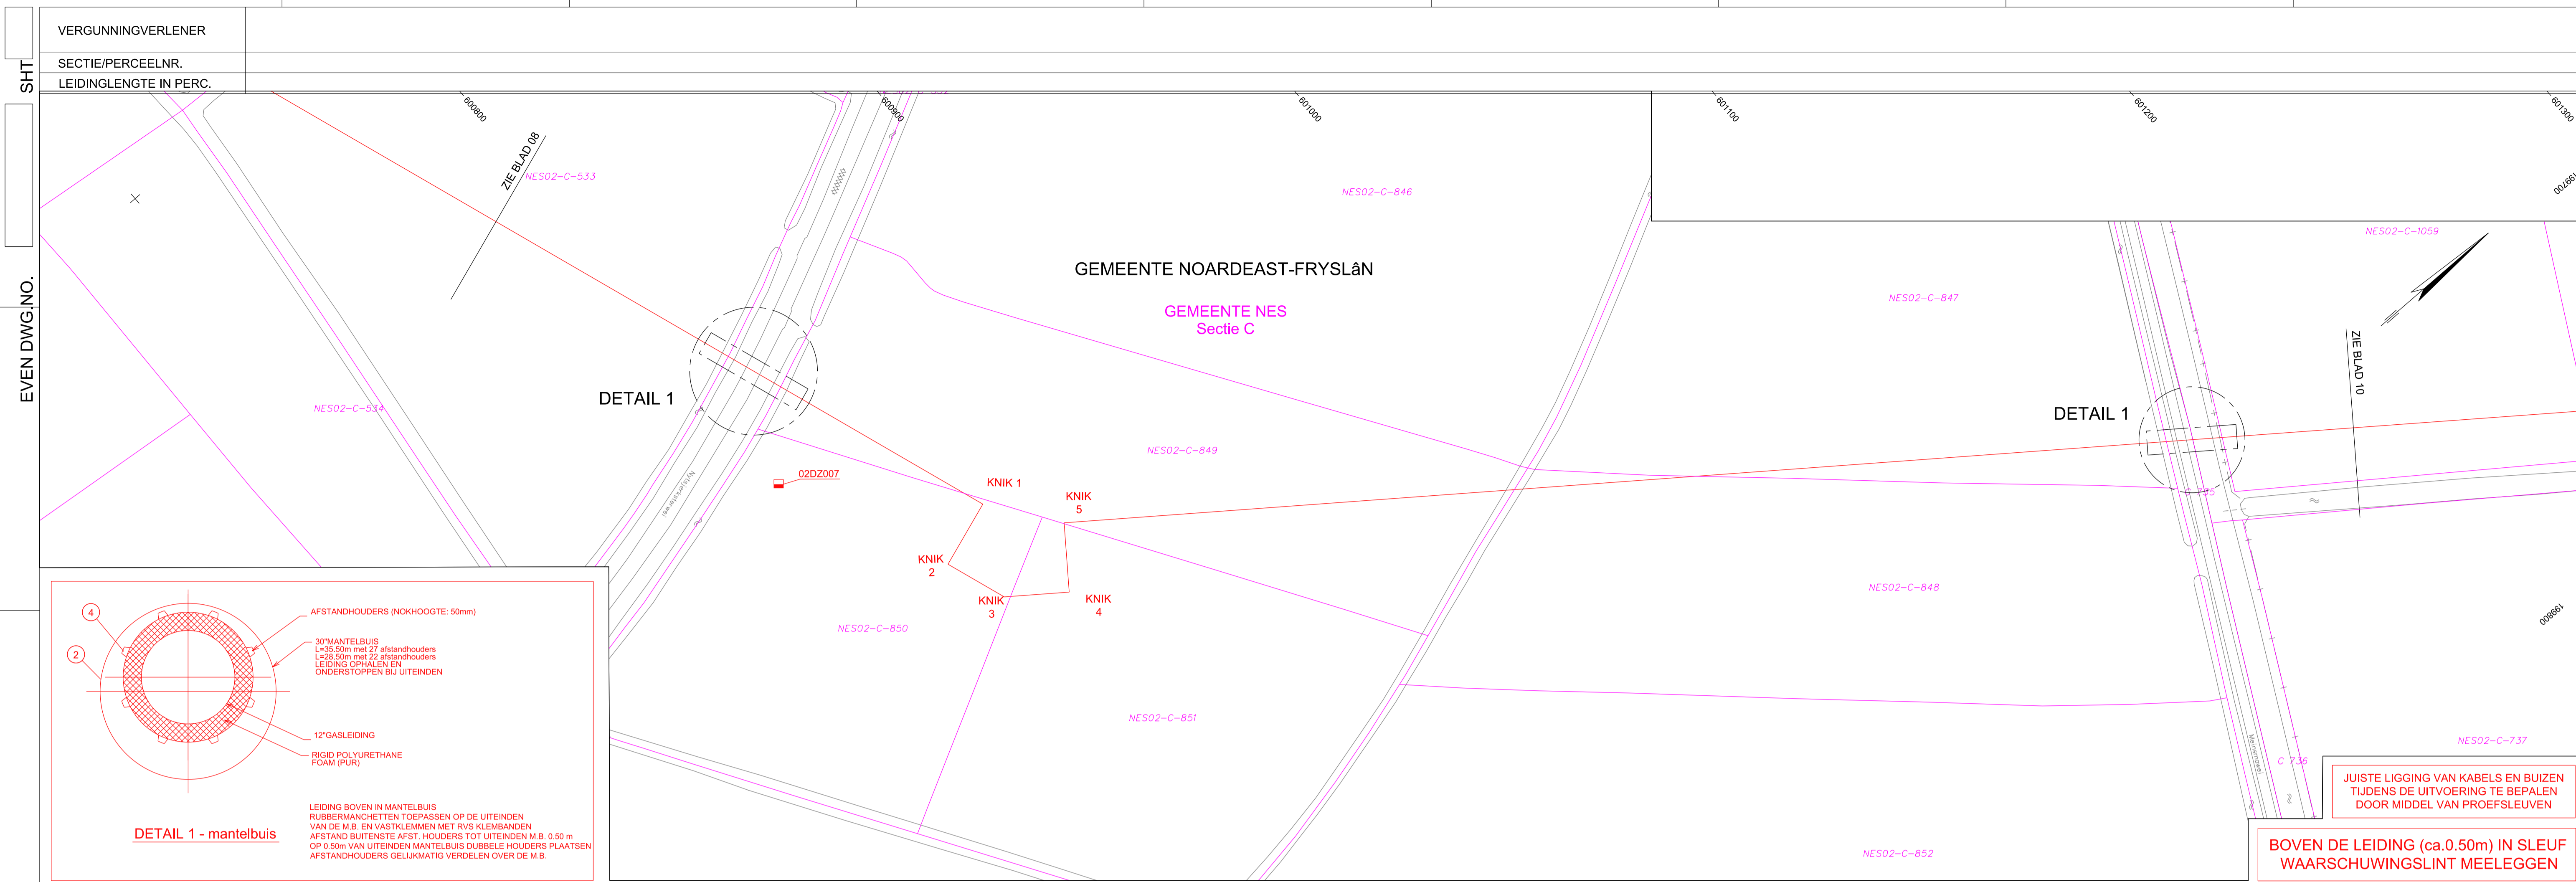 VERGUNNINGVERLENER
SECTIE/PERCEELNR.
LEIDINGLENGTE IN PERC.
SHT
EVEN DWG.NO.
600800
600900
601000
601100
601200
601300
199700
199800
ZIE BLAD 08
NES02-C-533
NES02-C-846
NES02-C-1059
GEMEENTE NOARDEAST-FRYSLâN
GEMEENTE NES
Sectie C
NES02-C-847
ZIE BLAD 10
DETAIL 1
NES02-C-534
DETAIL 1
NES02-C-849
02DZ007
KNIK 1
KNIK
5
C 735
KNIK
2
KNIK
3
KNIK
4
NES02-C-848
NES02-C-850
NES02-C-851
NES02-C-737
C 736
NES02-C-852
4
2
AFSTANDHOUDERS (NOKHOOGTE: 50mm)
30"MANTELBUIS
L=35.50m met 27 afstandhouders
L=28.50m met 22 afstandhouders
LEIDING OPHALEN EN
ONDERSTOPPEN BIJ UITEINDEN
12"GASLEIDING
RIGID POLYURETHANE
FOAM (PUR)
LEIDING BOVEN IN MANTELBUIS
RUBBERMANCHETTEN TOEPASSEN OP DE UITEINDEN
VAN DE M.B. EN VASTKLEMMEN MET RVS KLEMBANDEN
AFSTAND BUITENSTE AFST. HOUDERS TOT UITEINDEN M.B. 0.50 m
OP 0.50m VAN UITEINDEN MANTELBUIS DUBBELE HOUDERS PLAATSEN
AFSTANDHOUDERS GELIJKMATIG VERDELEN OVER DE M.B.
DETAIL 1 - mantelbuis
JUISTE LIGGING VAN KABELS EN BUIZEN
TIJDENS DE UITVOERING TE BEPALEN
DOOR MIDDEL VAN PROEFSLEUVEN
BOVEN DE LEIDING (ca.0.50m) IN SLEUF
WAARSCHUWINGSLINT MEELEGGEN